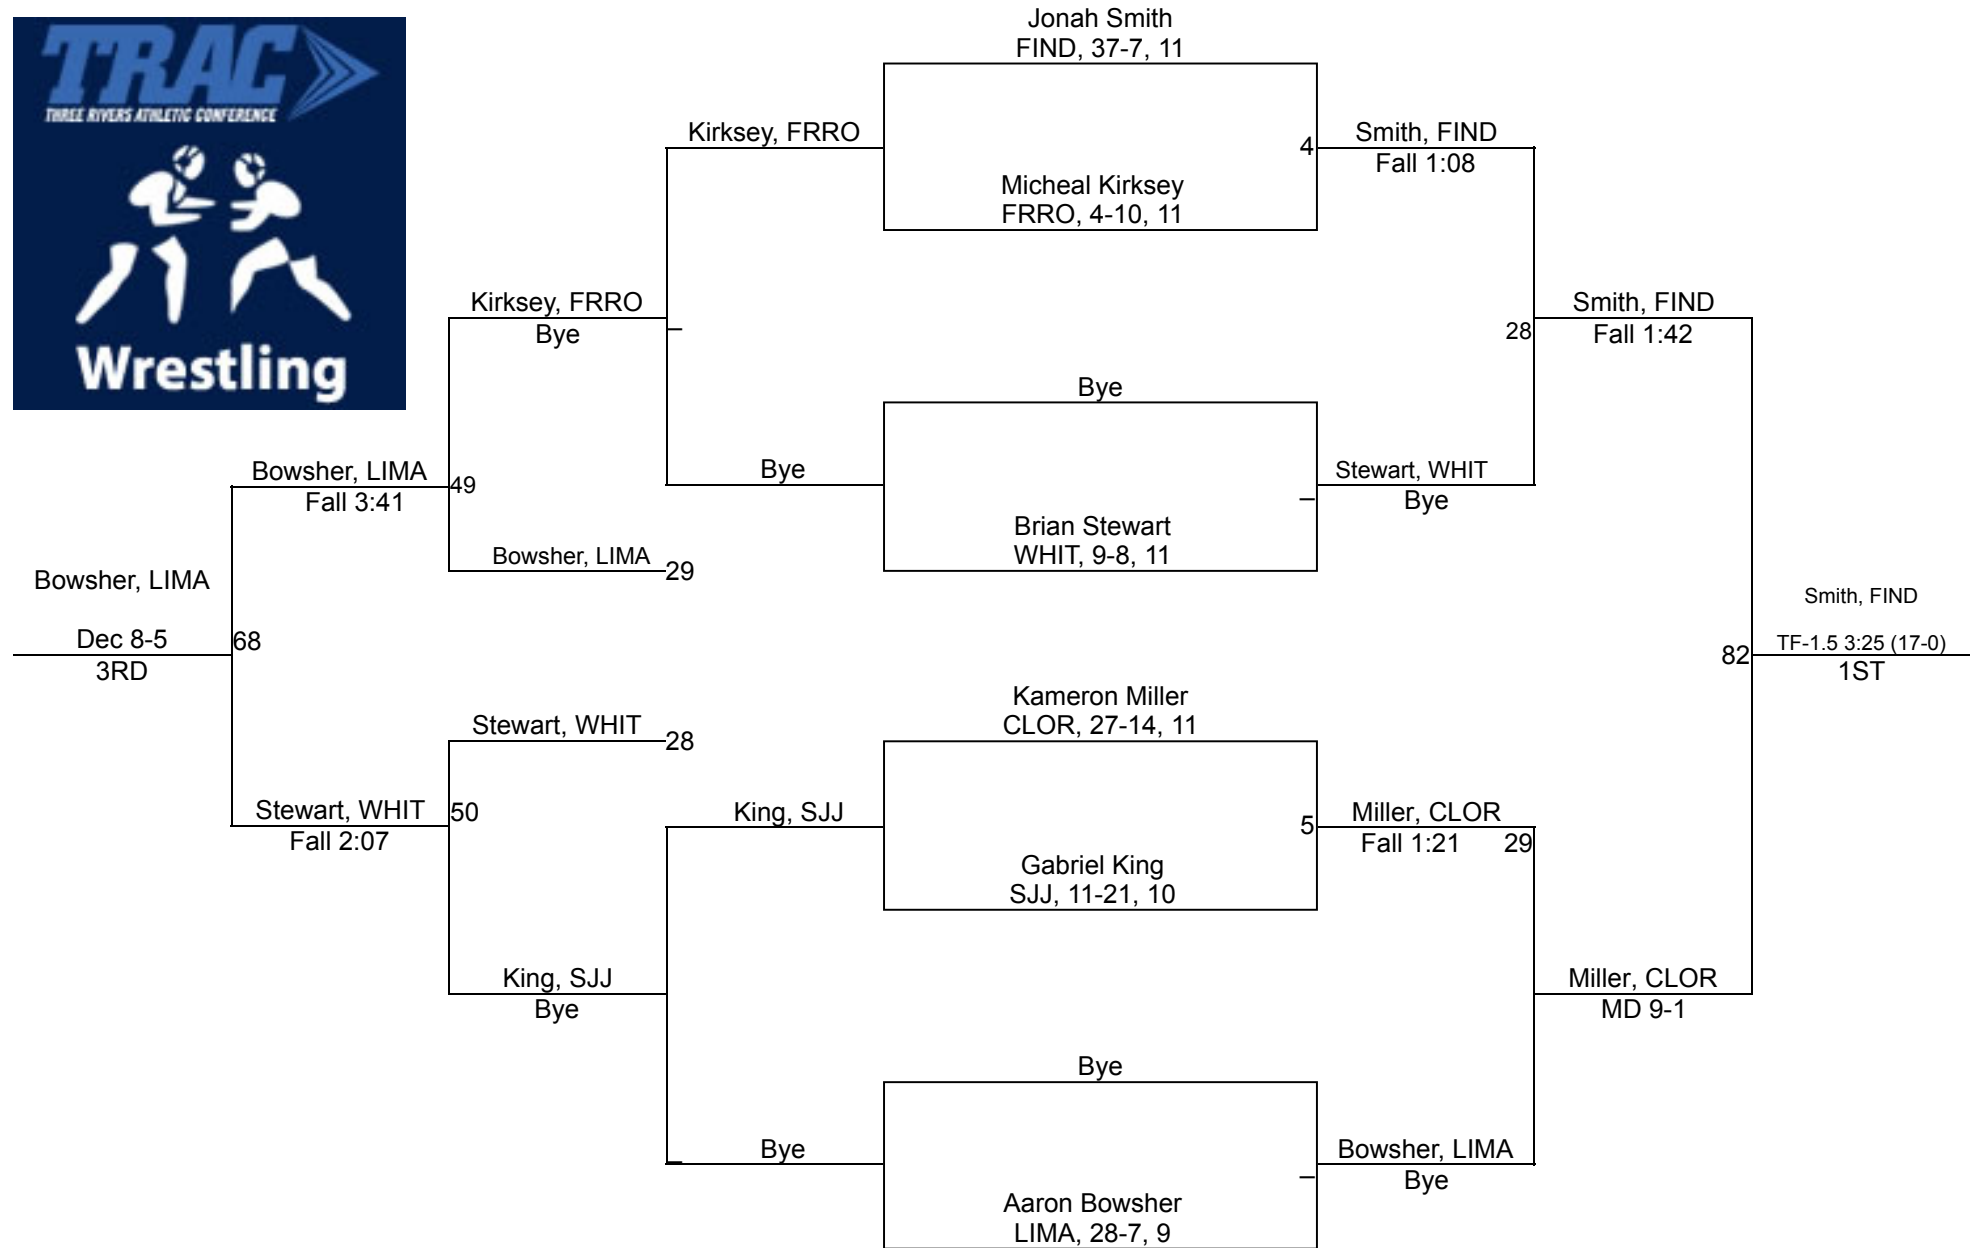 TRAC
THREE RIVERS ATHLETIC CONFERENCE
Wrestling
Jonah Smith
FIND, 37-7, 11
Kirksey, FRRO
4
Smith, FIND
Fall 1:08
Micheal Kirksey
FRRO, 4-10, 11
Kirksey, FRRO
Bye
28
Smith, FIND
Fall 1:42
Bye
Bye
Stewart, WHIT
Bye
Brian Stewart
WHIT, 9-8, 11
Bowsher, LIMA
Fall 3:41
49
Bowsher, LIMA
29
Bowsher, LIMA
Dec 8-5
3RD
68
Smith, FIND
TF-1.5 3:25 (17-0)
1ST
82
Stewart, WHIT
28
Kameron Miller
CLOR, 27-14, 11
Stewart, WHIT
Fall 2:07
50
King, SJJ
5
Miller, CLOR
Fall 1:21
29
Gabriel King
SJJ, 11-21, 10
King, SJJ
Bye
Miller, CLOR
MD 9-1
Bye
Bye
Bowsher, LIMA
Bye
Aaron Bowsher
LIMA, 28-7, 9